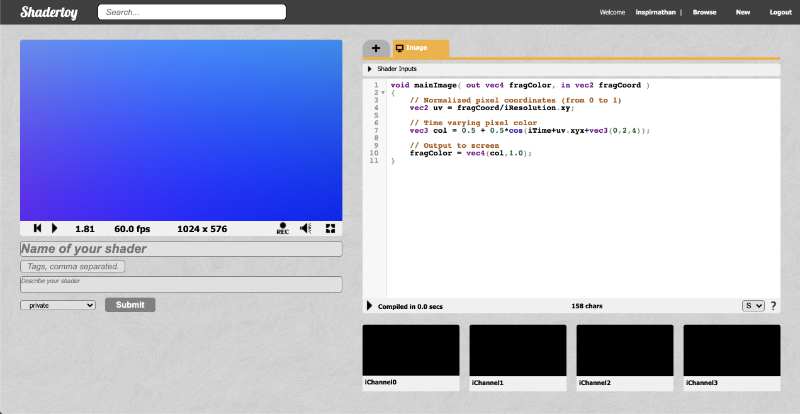 Shadertoy
Search...
Welcome inspirnathan | Browse New Logout
+ Image
Shader Inputs
1 void mainImage( out vec4 fragColor, in vec2 fragCoord )
2 {
3 // Normalized pixel coordinates (from 0 to 1)
4 vec2 uv = fragCoord/iResolution.xy;
5
6 // Time varying pixel color
7 vec3 col = 0.5 + 0.5*cos(iTime+uv.xyx+vec3(0,2,4));
8
9 // Output to screen
10 fragColor = vec4(col,1.0);
11 }
1.81 60.0 fps 1024 x 576 REC
Name of your shader
Tags, comma separated.
Describe your shader
private Submit
Compiled in 0.0 secs 158 chars S ?
iChannel0 iChannel1 iChannel2 iChannel3